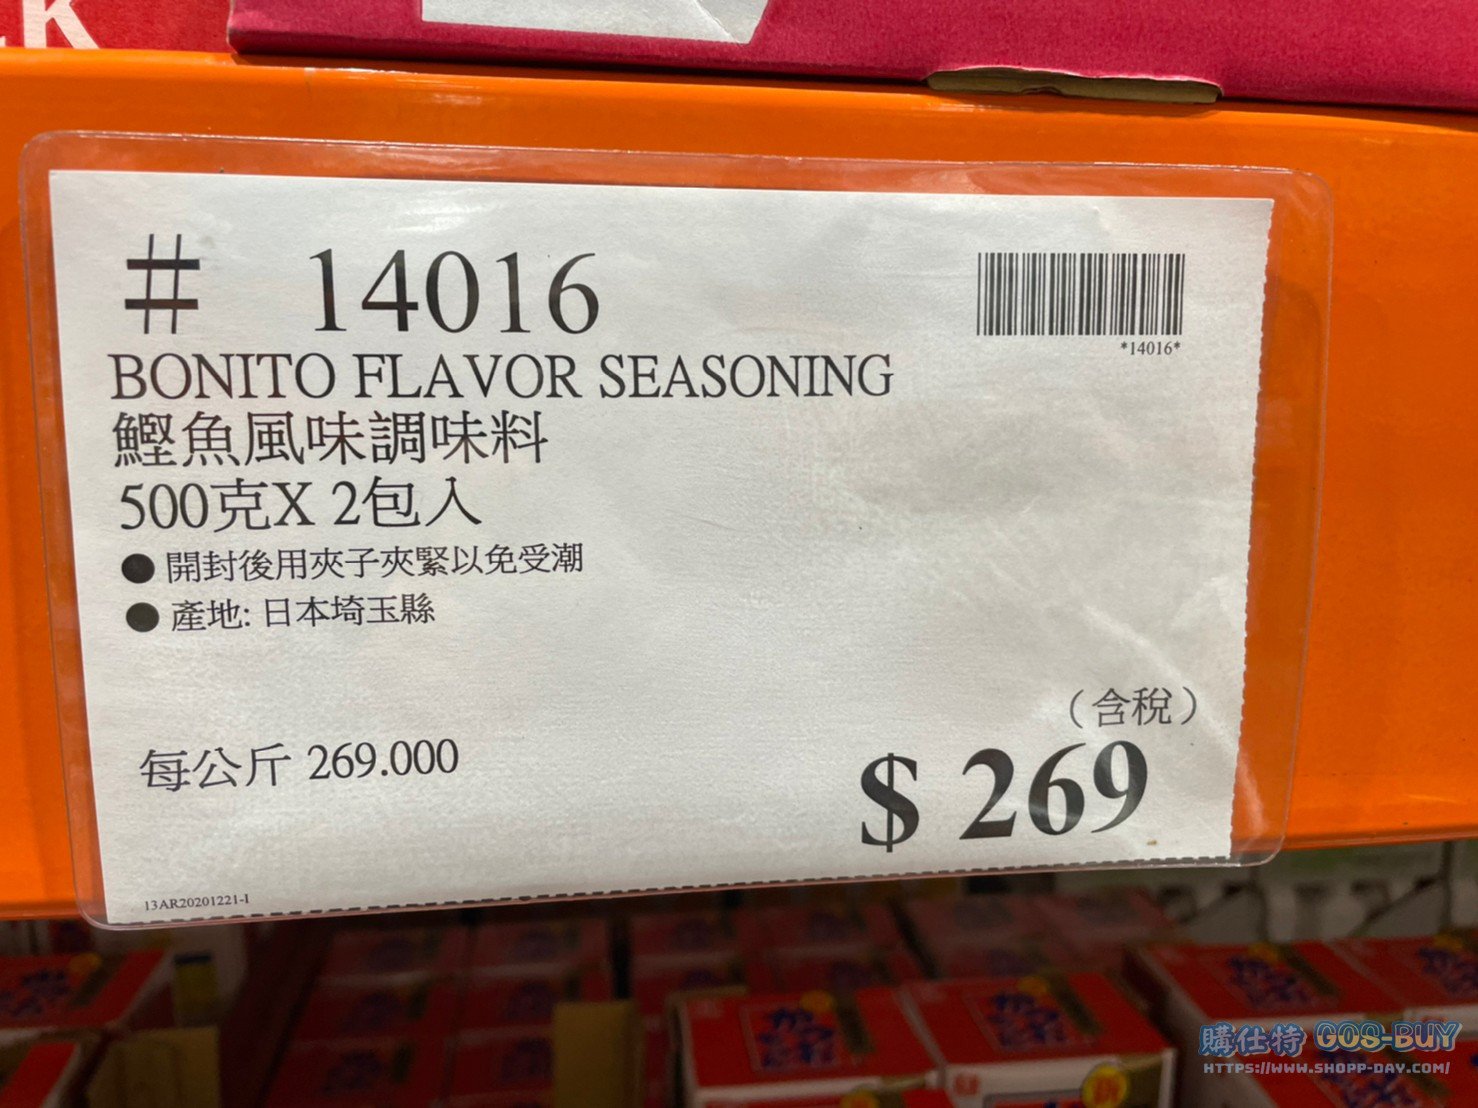 # 14016
*14016*
BONITO FLAVOR SEASONING
鰹魚風味調味料
500克X 2包入
● 開封後用夾子夾緊以免受潮
● 產地: 日本埼玉縣
(含稅)
每公斤 269.000
$ 269
13AR20201221-I
購仕特 GOS-BUY
HTTPS://WWW.SHOPP-DAY.COM/